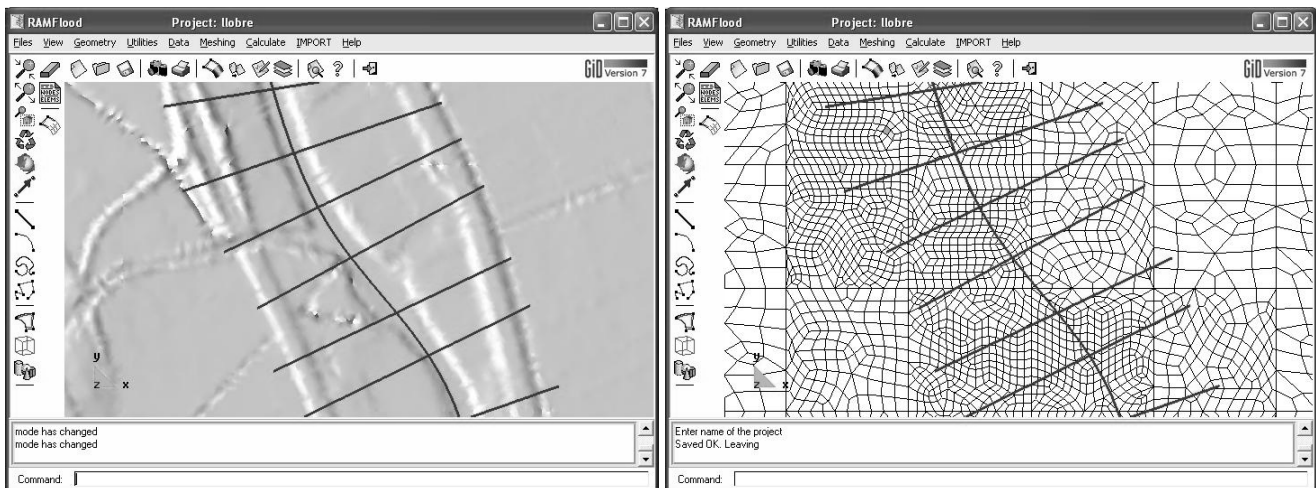 RAMFlood Project: llobre
Files View Geometry Utilities Data Meshing Calculate IMPORT Help
GiD Version 7
y
z x
mode has changed
mode has changed
Command:
RAMFlood Project: llobre
Files View Geometry Utilities Data Meshing Calculate IMPORT Help
GiD Version 7
y
z x
Enter name of the project
Saved OK. Leaving
Command: